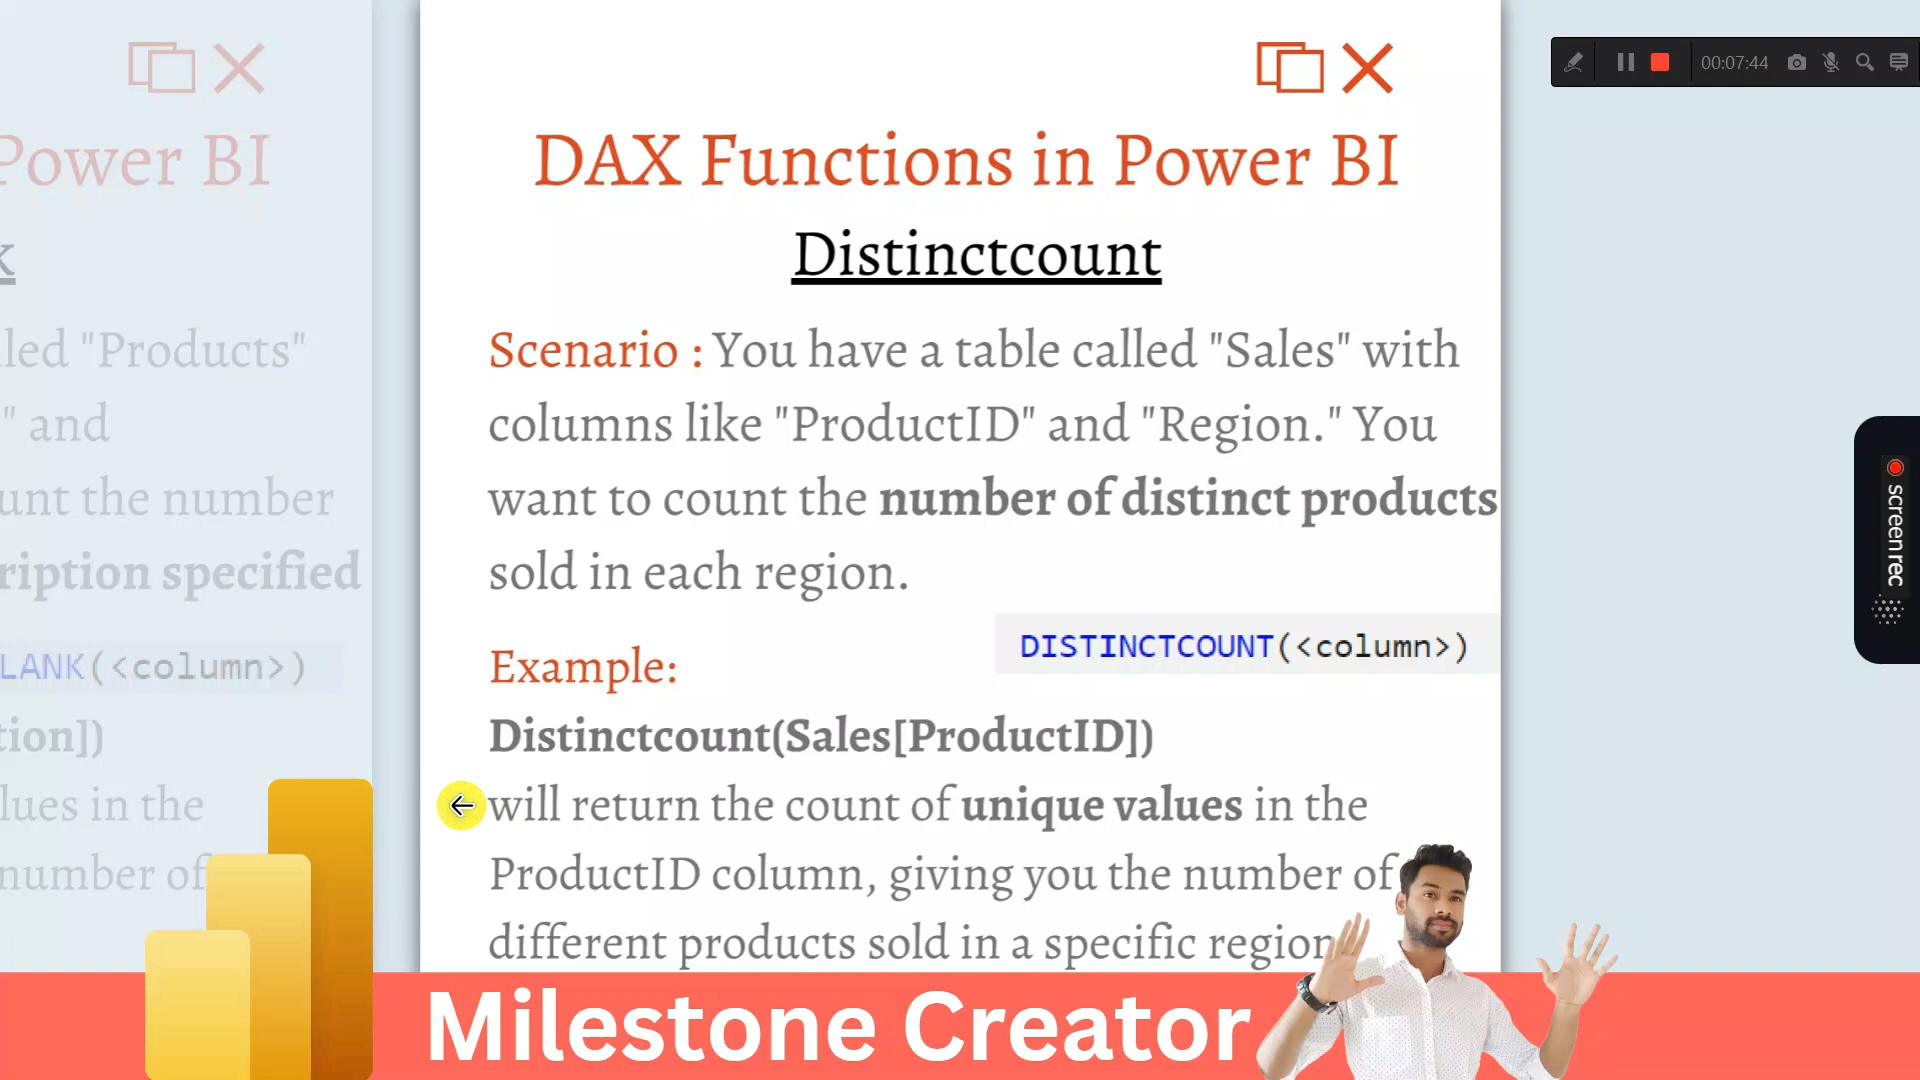 Power BI
led "Products"
" and
unt the number
ription specified
LANK(<column>)
tion])
lues in the
number of
DAX Functions in Power BI
Distinctcount
Scenario : You have a table called "Sales" with
columns like "ProductID" and "Region." You
want to count the number of distinct products
sold in each region.
DISTINCTCOUNT(<column>)
Example:
Distinctcount(Sales[ProductID])
will return the count of unique values in the
ProductID column, giving you the number of
different products sold in a specific region
Milestone Creator
00:07:44
screenrec